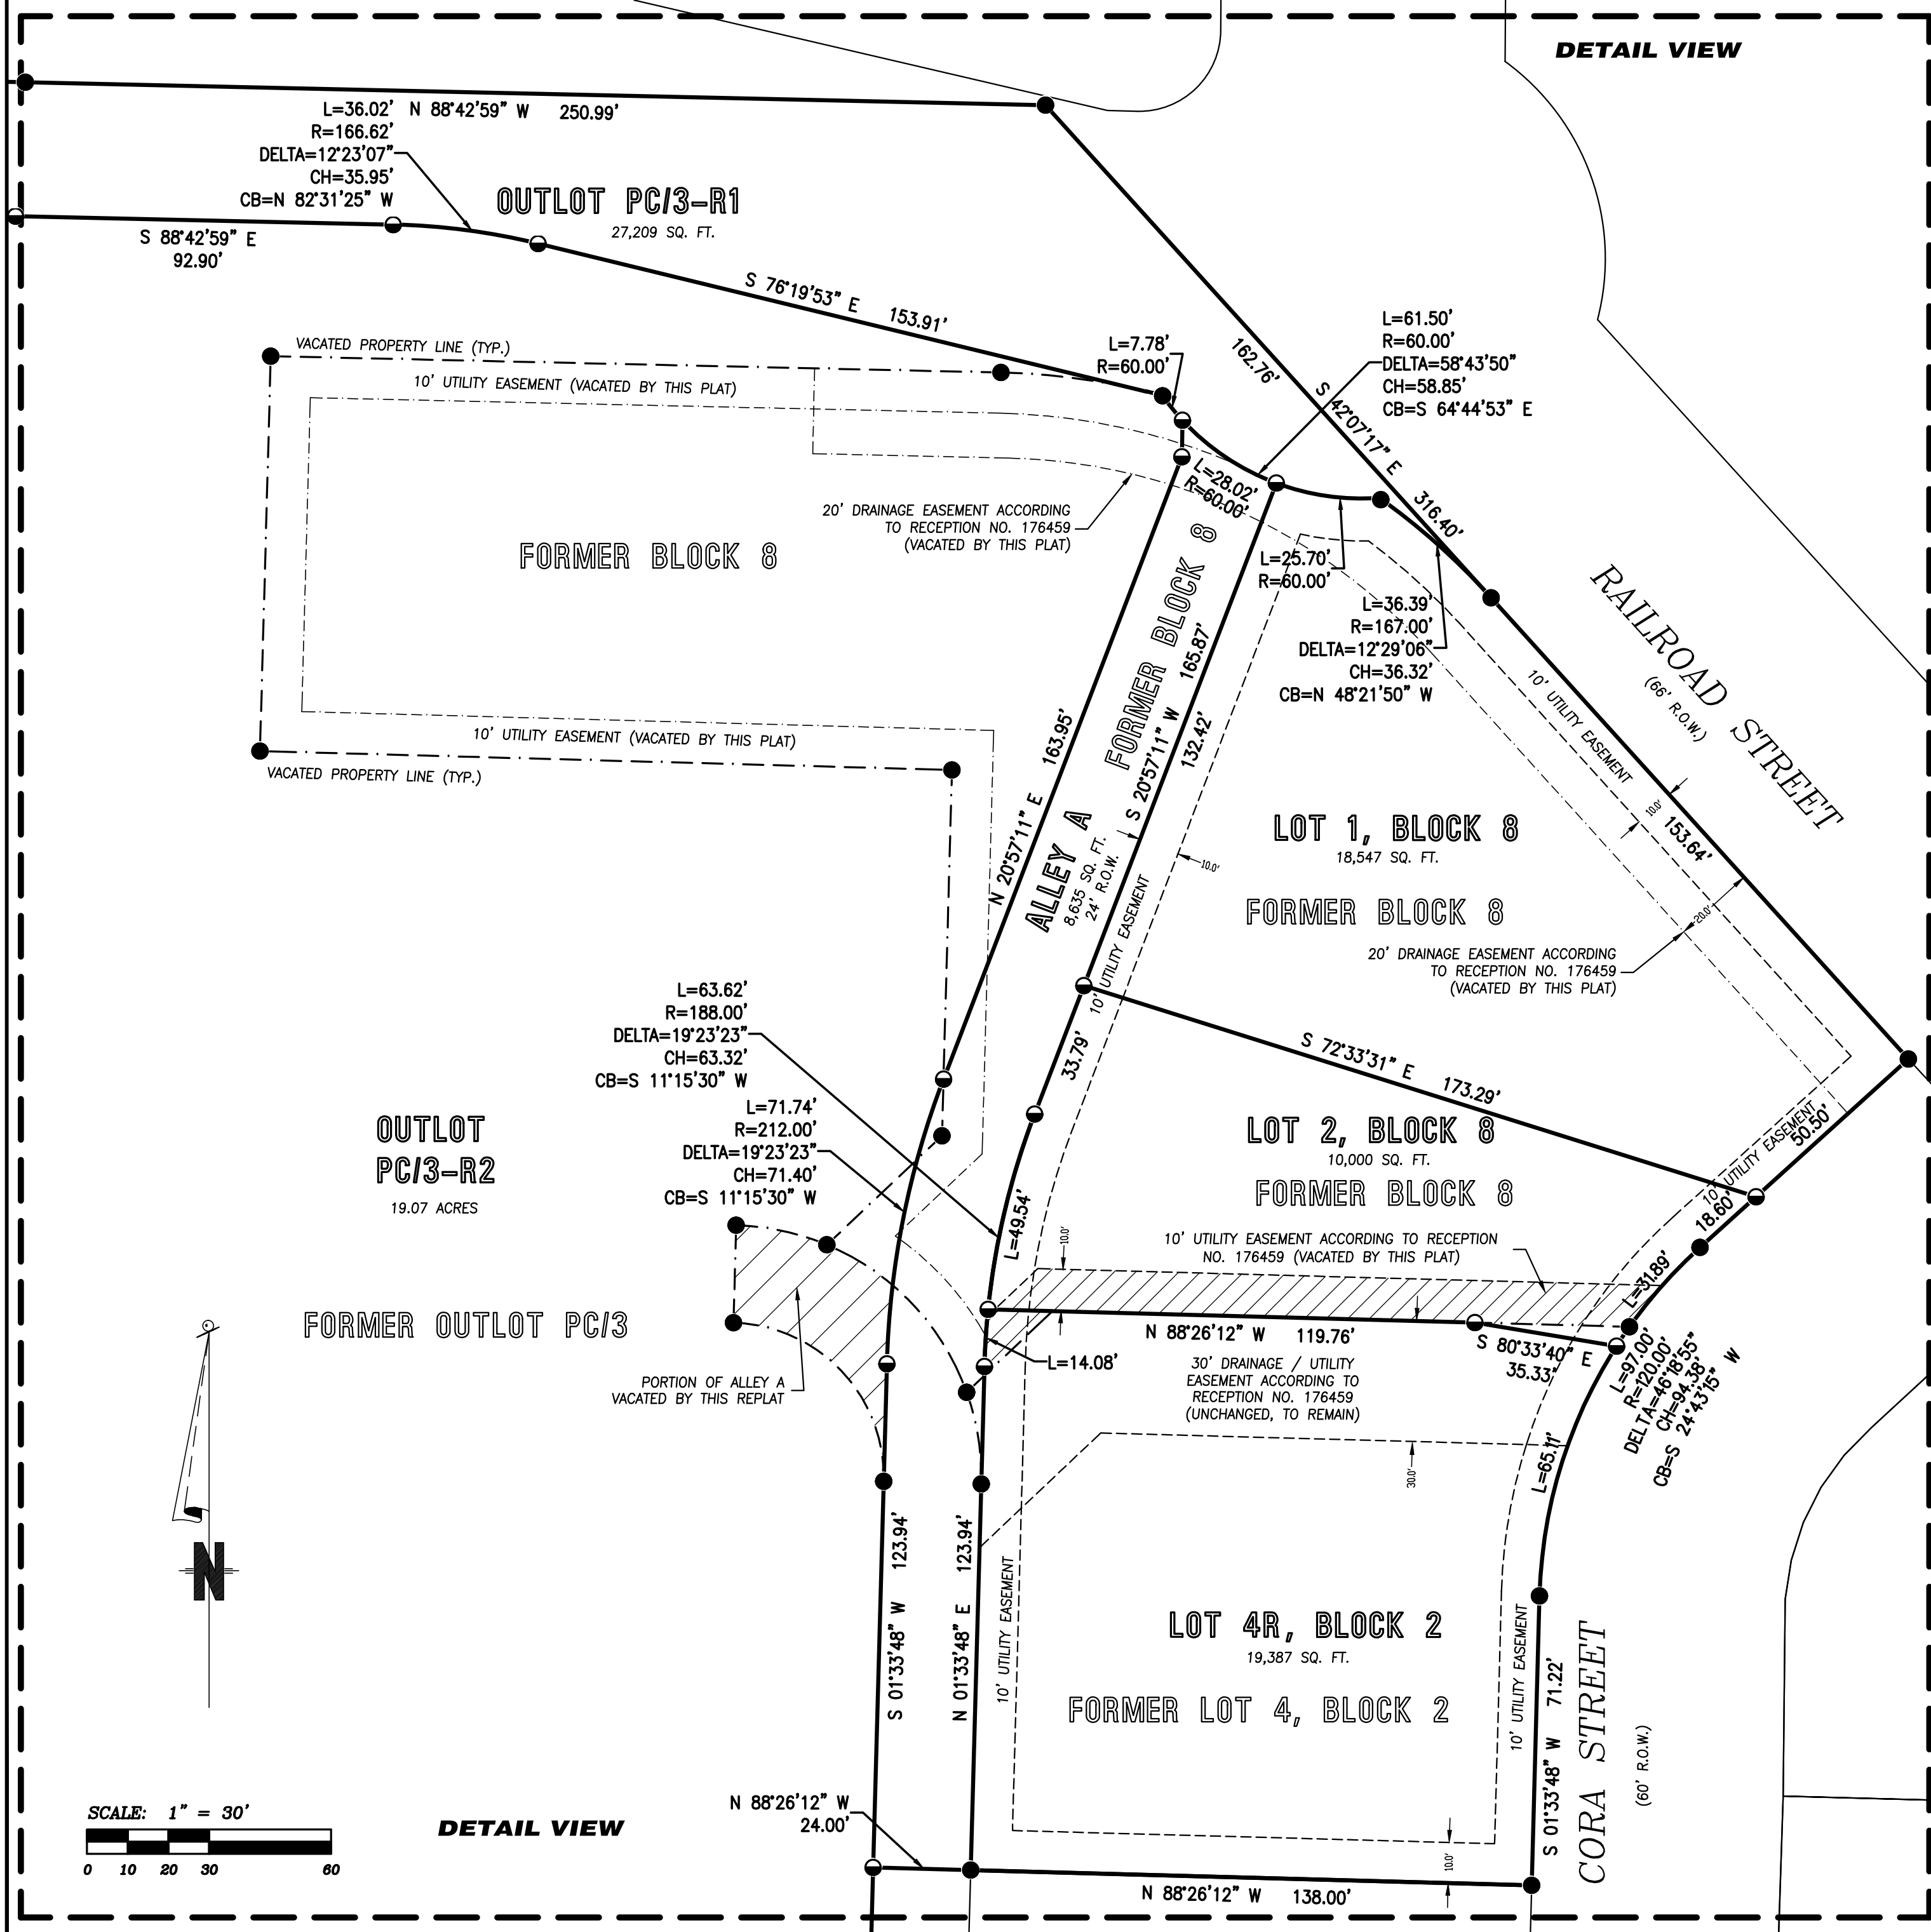 DETAIL VIEW
L=36.02' N 88°42'59" W 250.99'
R=166.62'
DELTA=12°23'07"
CH=35.95'
CB=N 82°31'25" W
OUTLOT PC/3-R1
27,209 SQ. FT.
S 88°42'59" E
92.90'
S 76°19'53" E 153.91'
L=7.78'
R=60.00'
162.76'
S 42°07'17" E
316.40'
L=61.50'
R=60.00'
DELTA=58°43'50"
CH=58.85'
CB=S 64°44'53" E
VACATED PROPERTY LINE (TYP.)
10' UTILITY EASEMENT (VACATED BY THIS PLAT)
L=28.02'
R=60.00'
20' DRAINAGE EASEMENT ACCORDING
TO RECEPTION NO. 176459
(VACATED BY THIS PLAT)
FORMER BLOCK 8
FORMER BLOCK 8
L=25.70'
R=60.00'
L=36.39'
R=167.00'
DELTA=12°29'06"
CH=36.32'
CB=N 48°21'50" W
RAILROAD STREET
(66' R.O.W.)
10' UTILITY EASEMENT
10.0'
153.64'
165.87'
S 20°57'11" W
132.42'
163.95'
N 20°57'11" E
10' UTILITY EASEMENT (VACATED BY THIS PLAT)
VACATED PROPERTY LINE (TYP.)
ALLEY A
8,635 SQ. FT.
24' R.O.W.
10.0'
10' UTILITY EASEMENT
LOT 1, BLOCK 8
18,547 SQ. FT.
FORMER BLOCK 8
20.0'
20' DRAINAGE EASEMENT ACCORDING
TO RECEPTION NO. 176459
(VACATED BY THIS PLAT)
L=63.62'
R=188.00'
DELTA=19°23'23"
CH=63.32'
CB=S 11°15'30" W
33.79'
S 72°33'31" E 173.29'
L=71.74'
R=212.00'
DELTA=19°23'23"
CH=71.40'
CB=S 11°15'30" W
OUTLOT
PC/3-R2
19.07 ACRES
LOT 2, BLOCK 8
10,000 SQ. FT.
FORMER BLOCK 8
10' UTILITY EASEMENT
50.50'
18.60'
L=49.54'
10.0'
10' UTILITY EASEMENT ACCORDING TO RECEPTION
NO. 176459 (VACATED BY THIS PLAT)
L=31.89'
FORMER OUTLOT PC/3
N 88°26'12" W 119.76'
S 80°33'40" E
35.33'
L=14.08'
L=97.00'
R=120.00'
DELTA=46°18'55"
CH=94.38'
CB=S 24°43'15" W
PORTION OF ALLEY A
VACATED BY THIS REPLAT
30' DRAINAGE / UTILITY
EASEMENT ACCORDING TO
RECEPTION NO. 176459
(UNCHANGED, TO REMAIN)
30.0'
L=65.11'
S 01°33'48" W 123.94'
N 01°33'48" E 123.94'
10' UTILITY EASEMENT
LOT 4R, BLOCK 2
19,387 SQ. FT.
FORMER LOT 4, BLOCK 2
10' UTILITY EASEMENT
S 01°33'48" W 71.22'
CORA STREET
(60' R.O.W.)
N
SCALE: 1" = 30'
0 10 20 30 60
DETAIL VIEW
N 88°26'12" W
24.00'
10.0'
N 88°26'12" W 138.00'